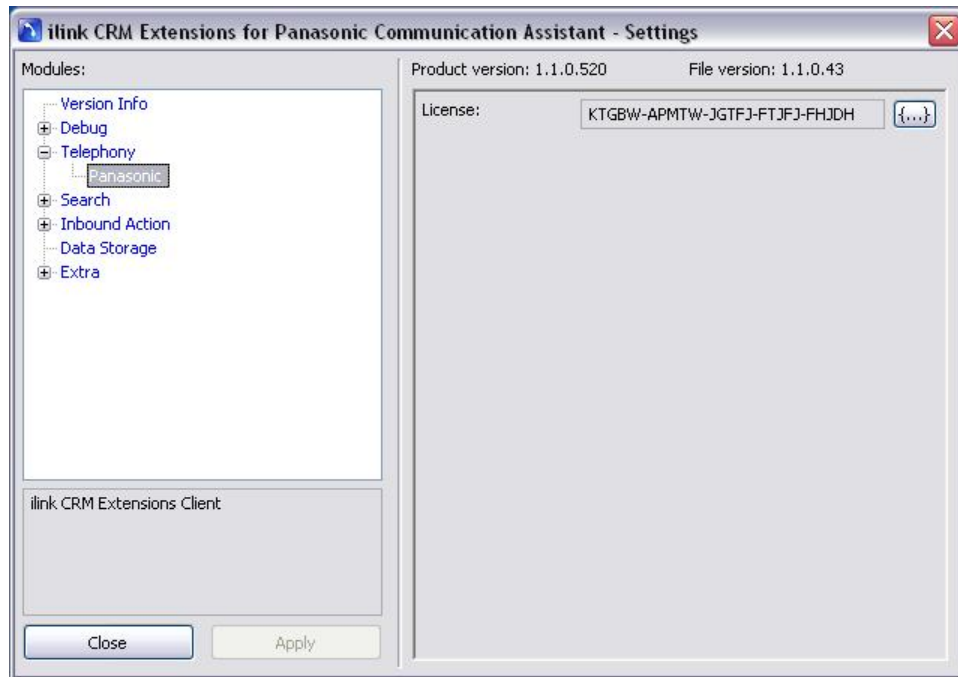 ilink CRM Extensions for Panasonic Communication Assistant - Settings
Modules:
Product version: 1.1.0.520 File version: 1.1.0.43
Version Info
Debug
Telephony
Panasonic
Search
Inbound Action
Data Storage
Extra
License: KTGBW-APMTW-JGTFJ-FTJFJ-FHJDH {...}
ilink CRM Extensions Client
Close Apply